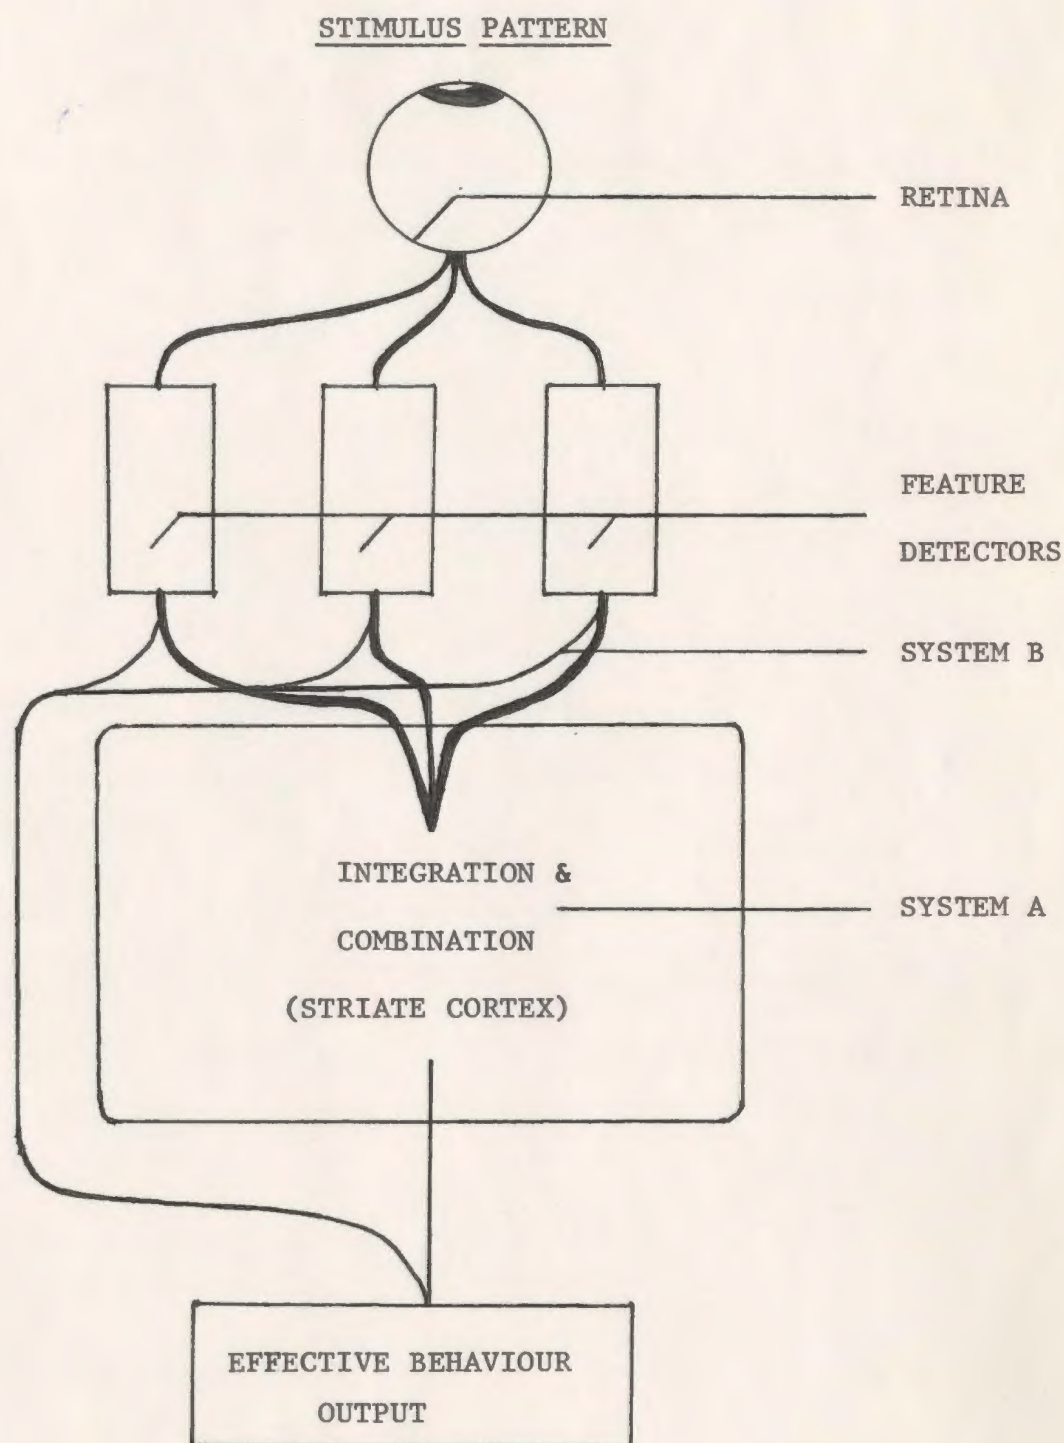 STIMULUS PATTERN
RETINA
FEATURE
DETECTORS
SYSTEM B
INTEGRATION &
COMBINATION
(STRIATE CORTEX)
SYSTEM A
EFFECTIVE BEHAVIOUR
OUTPUT